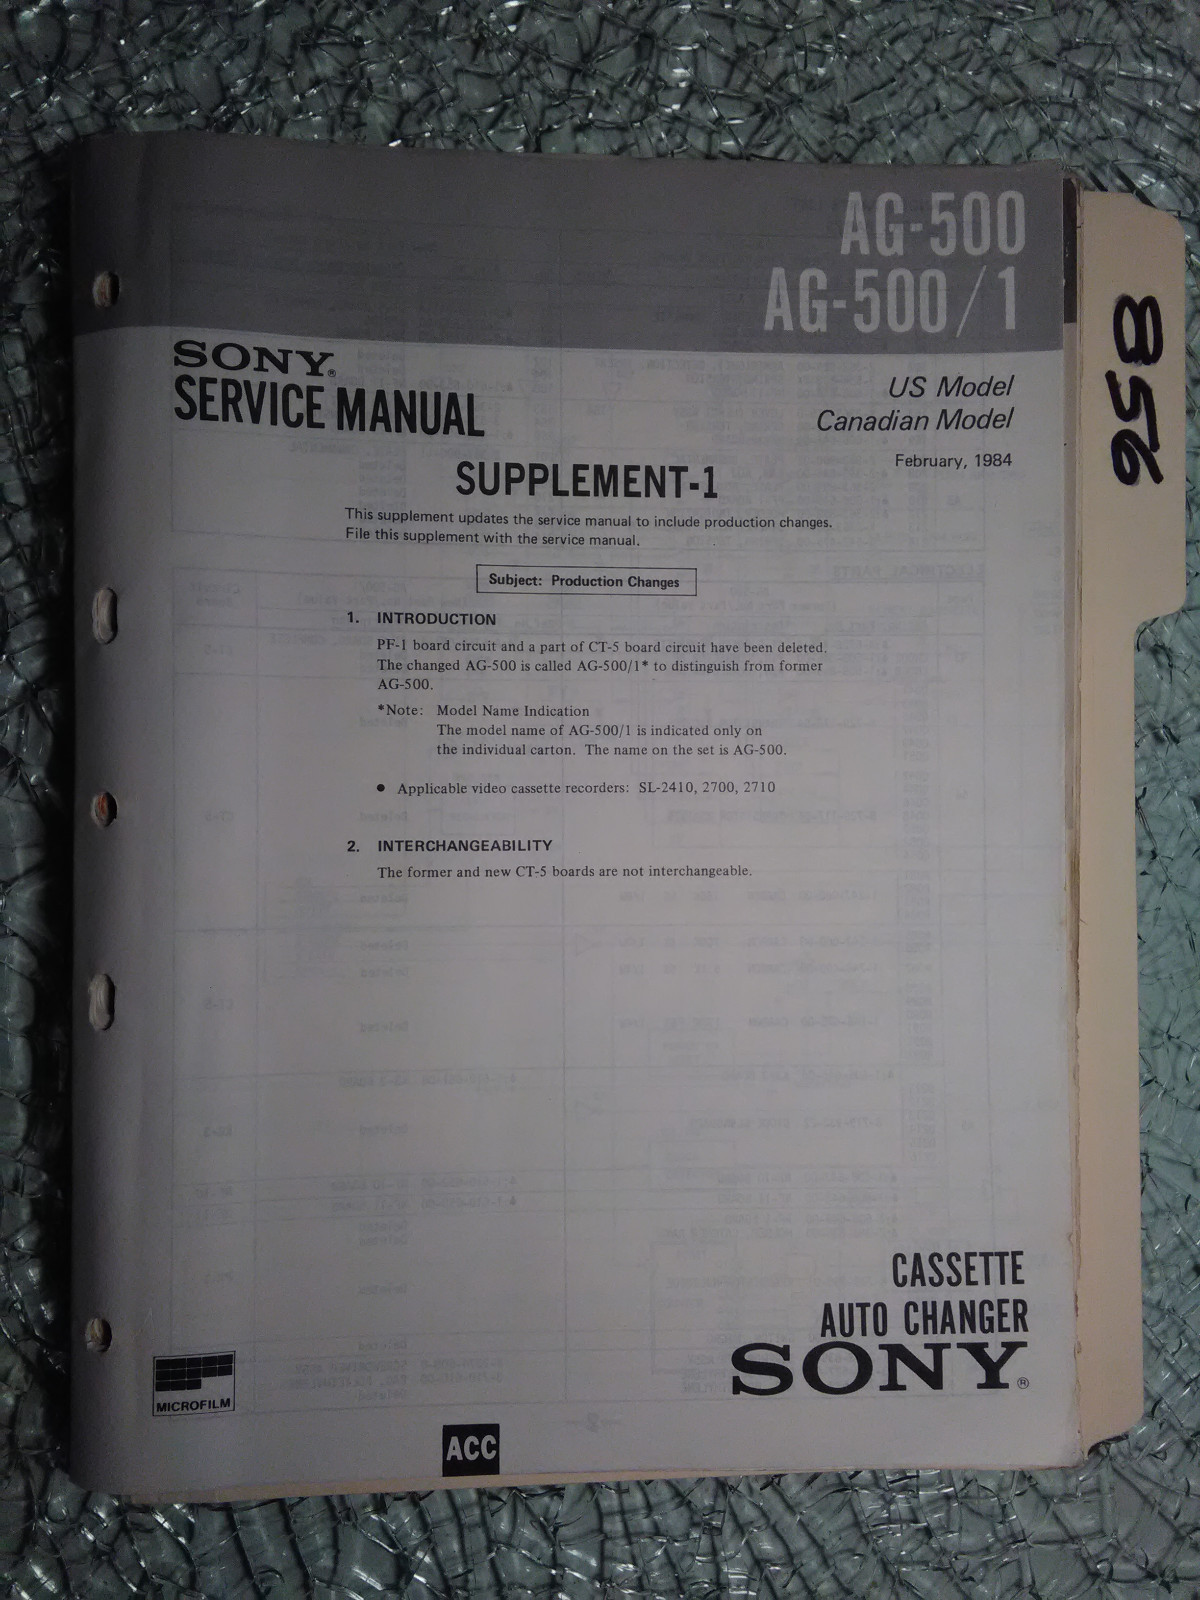 AG-500
AG-500/1
SONY®
SERVICE MANUAL
US Model
Canadian Model
February, 1984
856
SUPPLEMENT-1
This supplement updates the service manual to include production changes.
File this supplement with the service manual.
Subject: Production Changes
1. INTRODUCTION
PF-1 board circuit and a part of CT-5 board circuit have been deleted.
The changed AG-500 is called AG-500/1* to distinguish from former
AG-500.
*Note: Model Name Indication
The model name of AG-500/1 is indicated only on
the individual carton. The name on the set is AG-500.
● Applicable video cassette recorders: SL-2410, 2700, 2710
2. INTERCHANGEABILITY
The former and new CT-5 boards are not interchangeable.
CASSETTE
AUTO CHANGER
SONY®
MICROFILM
ACC